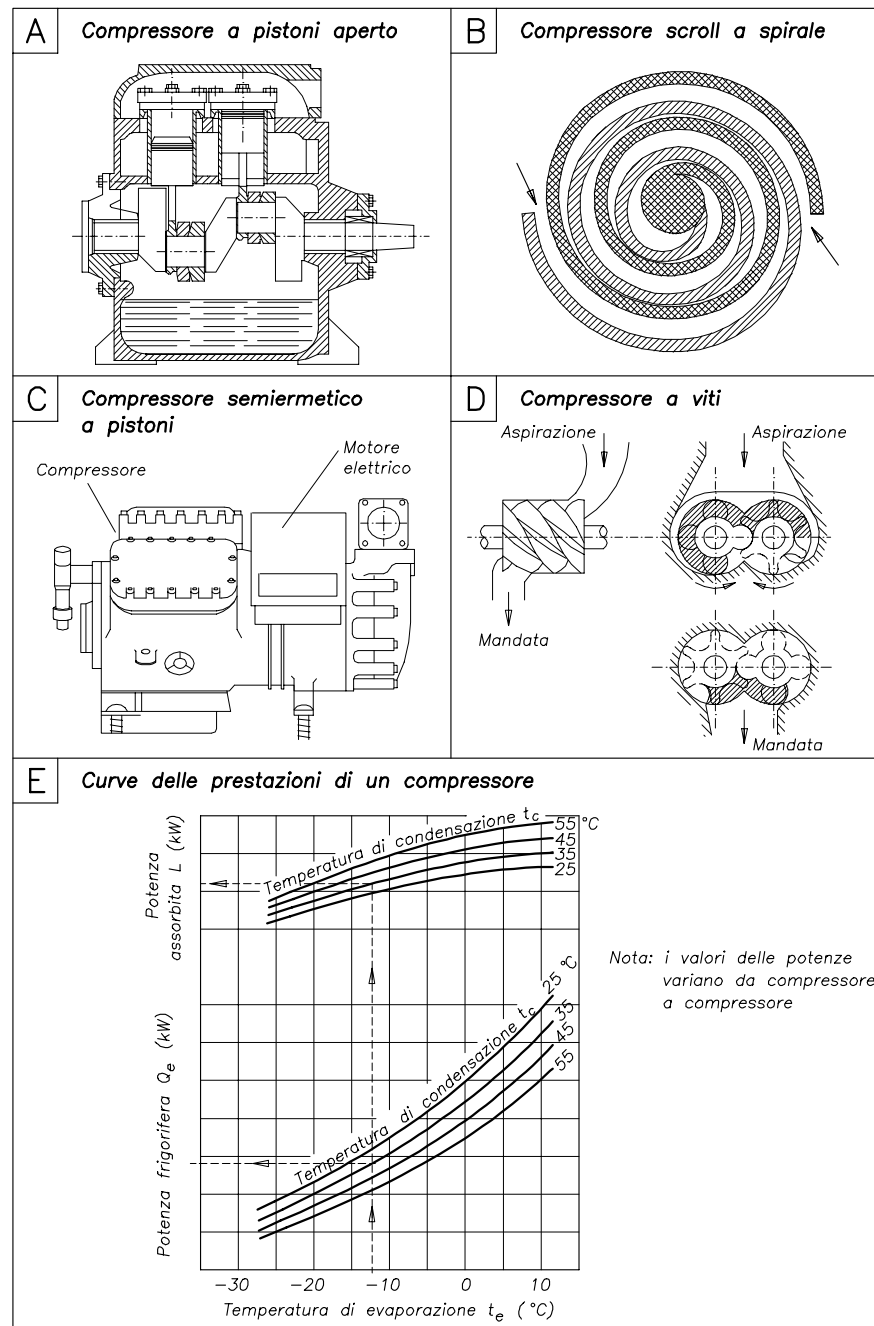 A
Compressore a pistoni aperto
B
Compressore scroll a spirale
C
Compressore semiermetico
a pistoni
Compressore
Motore
elettrico
D
Compressore a viti
Aspirazione
Aspirazione
Mandata
Mandata
E
Curve delle prestazioni di un compressore
Potenza
assorbita L (kW)
Temperatura di condensazione tc
55 °C
45
35
25
Nota: i valori delle potenze
variano da compressore
a compressore
Potenza frigorifera Qe (kW)
Temperatura di condensazione tc
25 °C
35
45
55
-30 -20 -10 0 10
Temperatura di evaporazione te (°C)